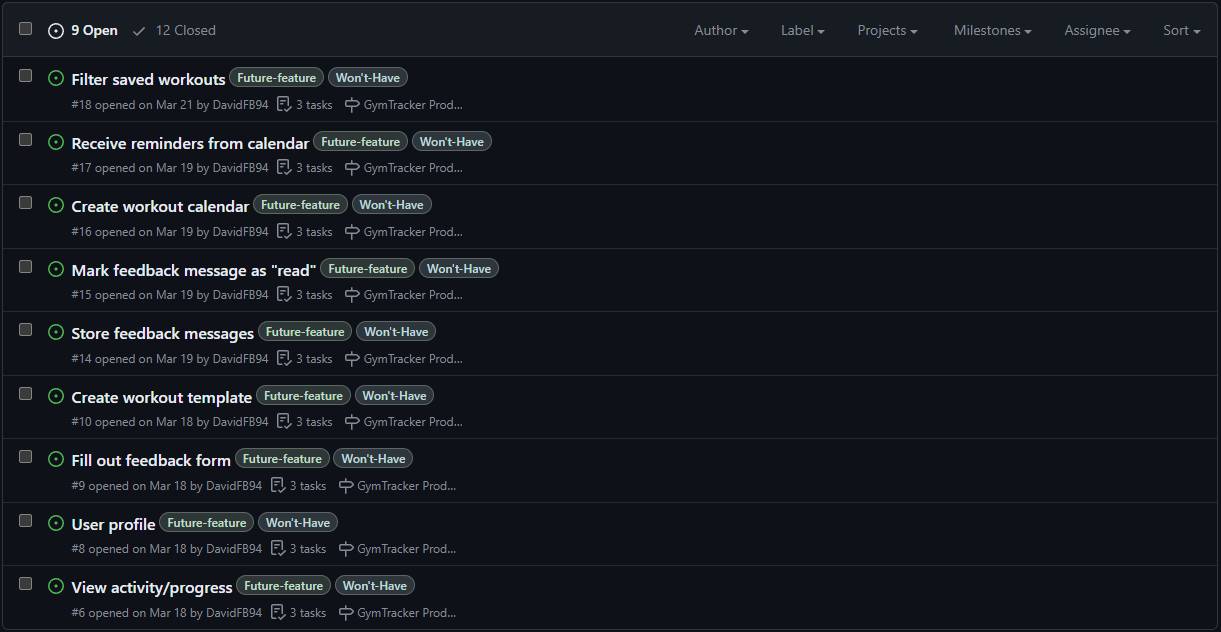 9 Open 12 Closed Author Label Projects Milestones Assignee Sort
Filter saved workouts Future-feature Won't-Have
#18 opened on Mar 21 by DavidFB94 3 tasks GymTracker Prod...
Receive reminders from calendar Future-feature Won't-Have
#17 opened on Mar 19 by DavidFB94 3 tasks GymTracker Prod...
Create workout calendar Future-feature Won't-Have
#16 opened on Mar 19 by DavidFB94 3 tasks GymTracker Prod...
Mark feedback message as "read" Future-feature Won't-Have
#15 opened on Mar 19 by DavidFB94 3 tasks GymTracker Prod...
Store feedback messages Future-feature Won't-Have
#14 opened on Mar 19 by DavidFB94 3 tasks GymTracker Prod...
Create workout template Future-feature Won't-Have
#10 opened on Mar 18 by DavidFB94 3 tasks GymTracker Prod...
Fill out feedback form Future-feature Won't-Have
#9 opened on Mar 18 by DavidFB94 3 tasks GymTracker Prod...
User profile Future-feature Won't-Have
#8 opened on Mar 18 by DavidFB94 3 tasks GymTracker Prod...
View activity/progress Future-feature Won't-Have
#6 opened on Mar 18 by DavidFB94 3 tasks GymTracker Prod...